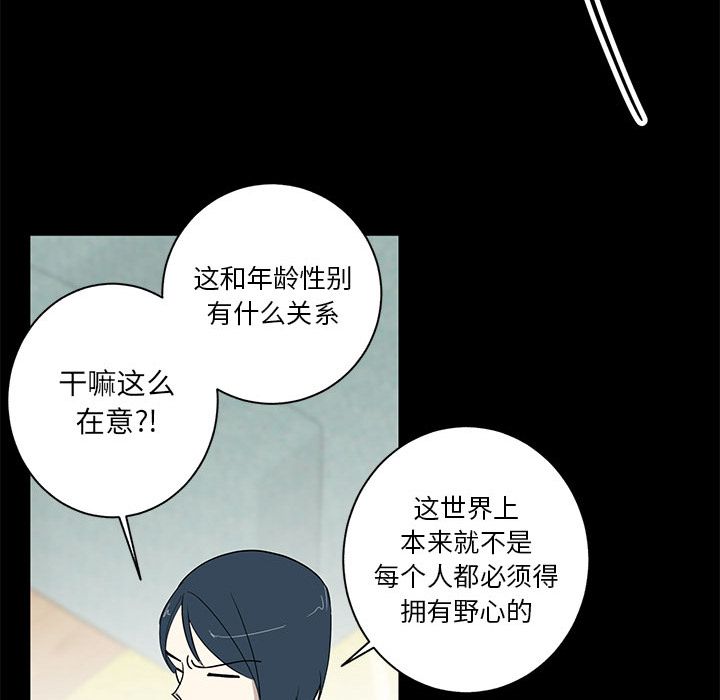 这和年龄性别
有什么关系
干嘛这么
在意?!
这世界上
本来就不是
每个人都必须得
拥有野心的